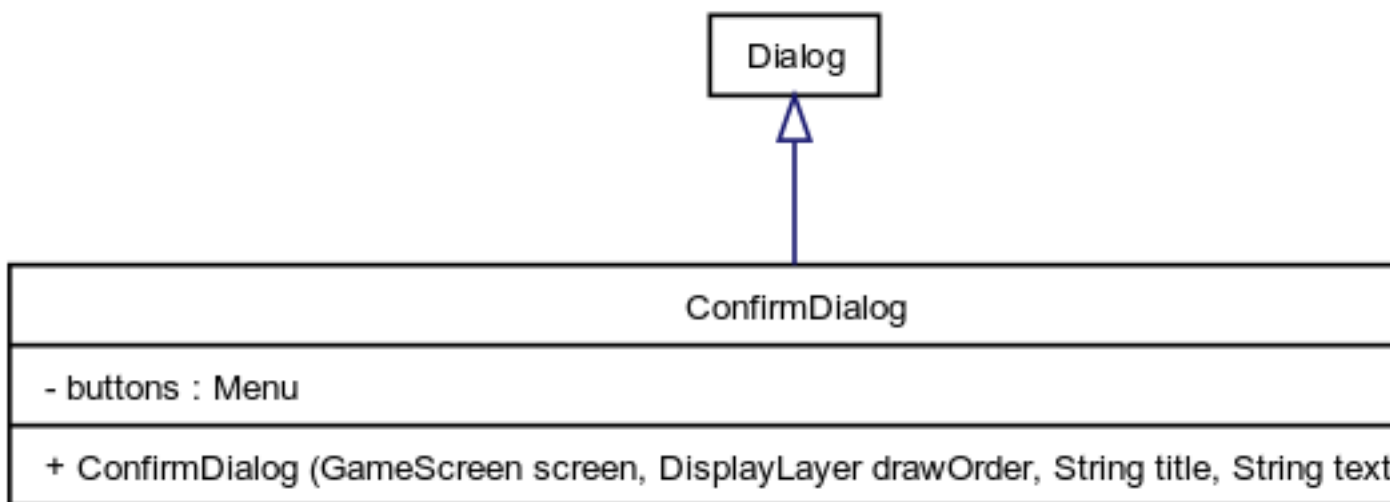 Dialog
ConfirmDialog
- buttons : Menu
+ ConfirmDialog (GameScreen screen, DisplayLayer drawOrder, String title, String text